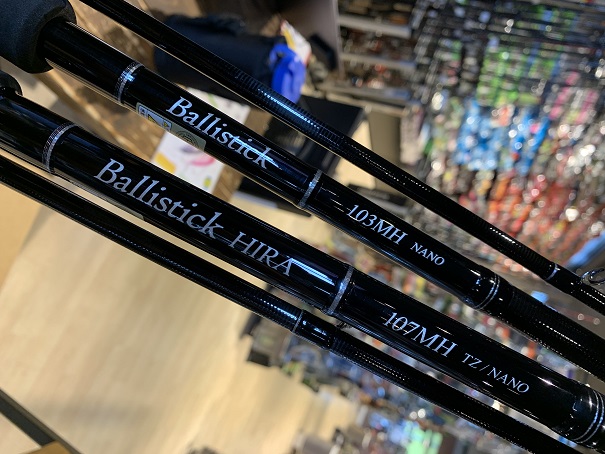 Ballistick 103MH NANO
Ballistick HIRA 107MH TZ/NANO